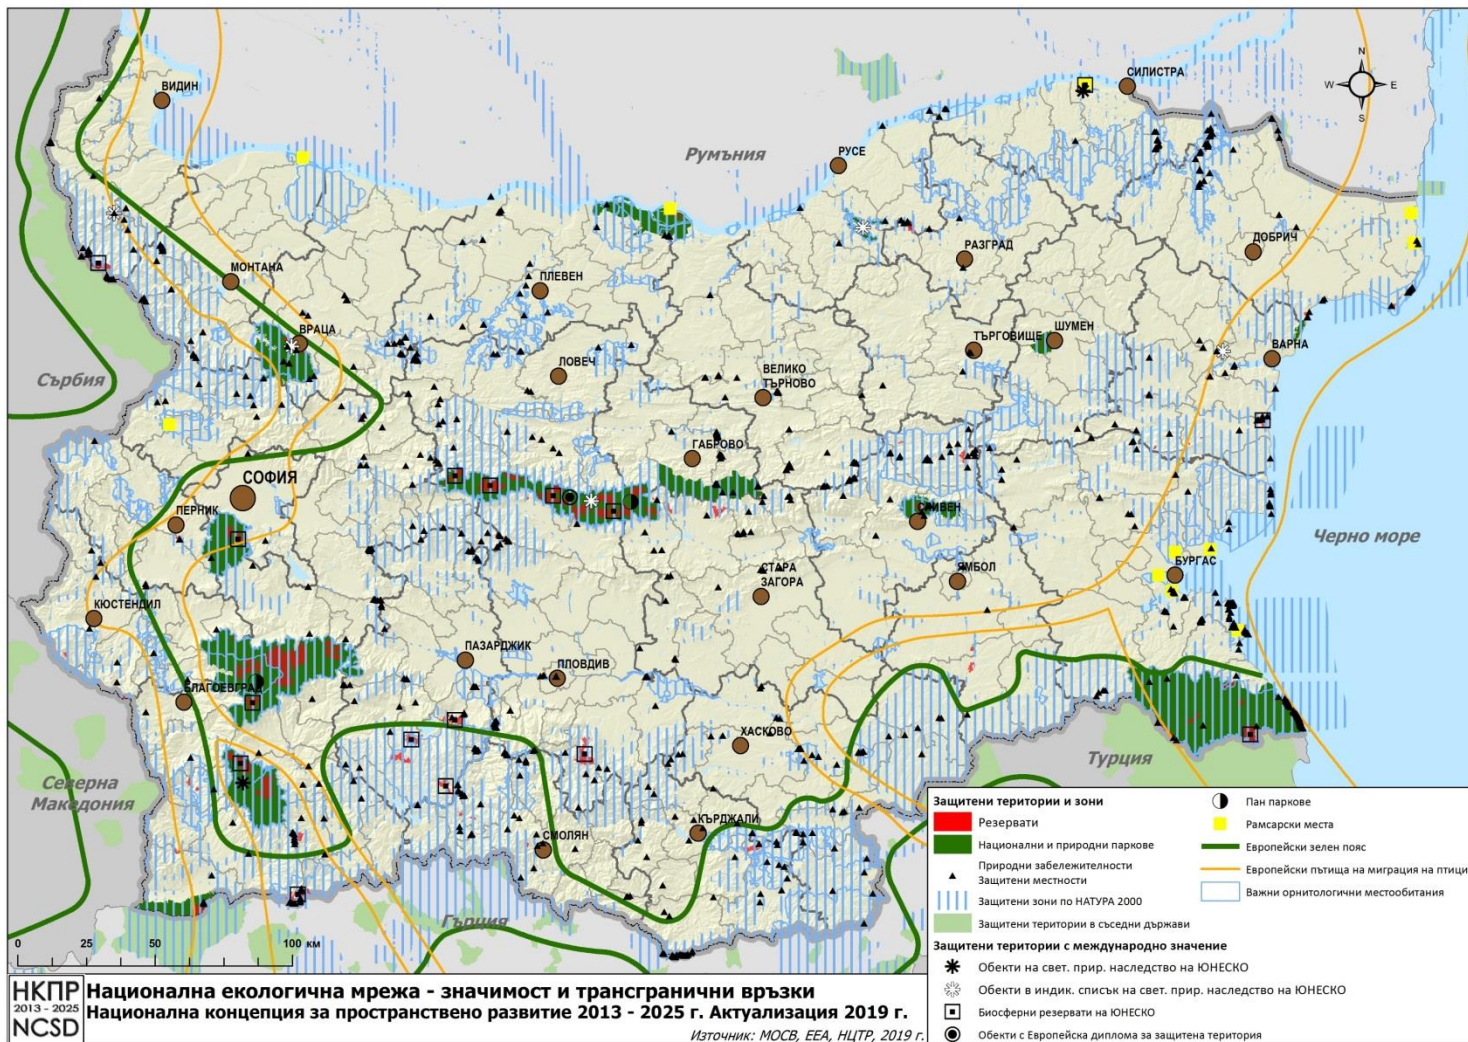 N
W E
S
СИЛИСТРА
ВИДИН
Румъния
РУСЕ
ДОБРИЧ
РАЗГРАД
МОНТАНА
ПЛЕВЕН
ВРАЦА
ШУМЕН
ТЪРГОВИЩЕ
ВАРНА
Сърбия
ЛОВЕЧ
ВЕЛИКО
ТЪРНОВО
ГАБРОВО
СОФИЯ
ПЕРНИК
СЛИВЕН
Черно море
БУРГАС
СТАРА
ЗАГОРА
ЯМБОЛ
КЮСТЕНДИЛ
ПАЗАРДЖИК
ПЛОВДИВ
БЛАГОЕВГРАД
ХАСКОВО
Турция
Северна
Македония
КЪРДЖАЛИ
СМОЛЯН
Гърция
0 25 50 100 км
Защитени територии и зони
Резервати
Национални и природни паркове
Природни забележителности
Защитени местности
Защитени зони по НАТУРА 2000
Защитени територии в съседни държави
Пан паркове
Рамсарски места
Европейски зелен пояс
Европейски пътища на миграция на птици
Важни орнитологични местообитания
Защитени територии с международно значение
Обекти на свет. прир. наследство на ЮНЕСКО
Обекти в индик. списък на свет. прир. наследство на ЮНЕСКО
Биосферни резервати на ЮНЕСКО
Обекти с Европейска диплома за защитена територия
НКПР
2013 - 2025
NCSD
Национална екологична мрежа - значимост и трансгранични връзки
Национална концепция за пространствено развитие 2013 - 2025 г. Актуализация 2019 г.
Източник: МОСВ, ЕЕА, НЦТР, 2019 г.